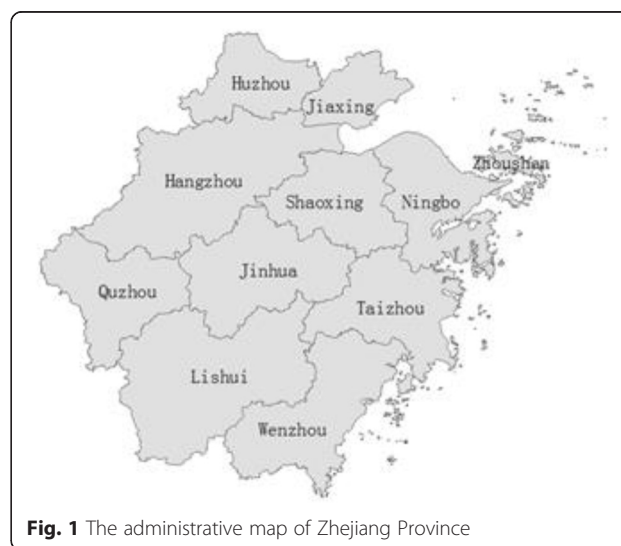 Huzhou
Jiaxing
Zhoushan
Hangzhou
Shaoxing
Ningbo
Jinhua
Quzhou
Taizhou
Lishui
Wenzhou
Fig. 1 The administrative map of Zhejiang Province